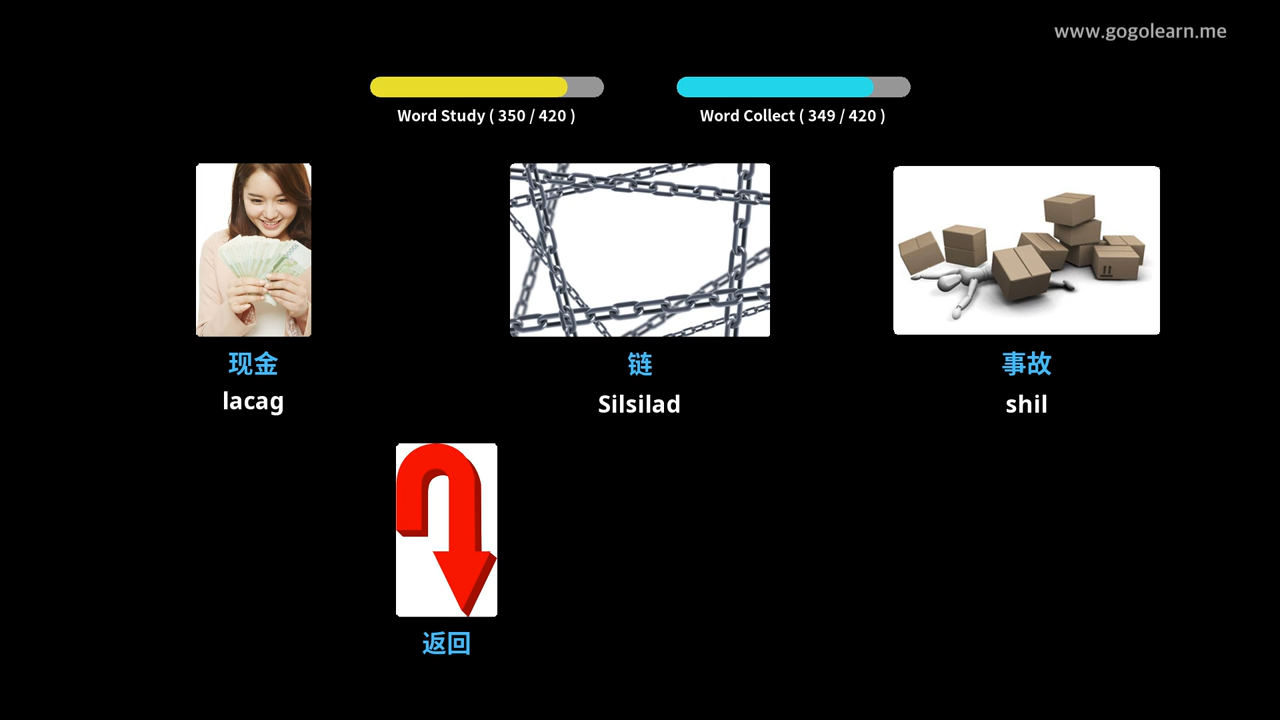 www.gogolearn.me
Word Study ( 350 / 420 )
Word Collect ( 349 / 420 )
现金
lacag
链
Silsilad
事故
shil
返回